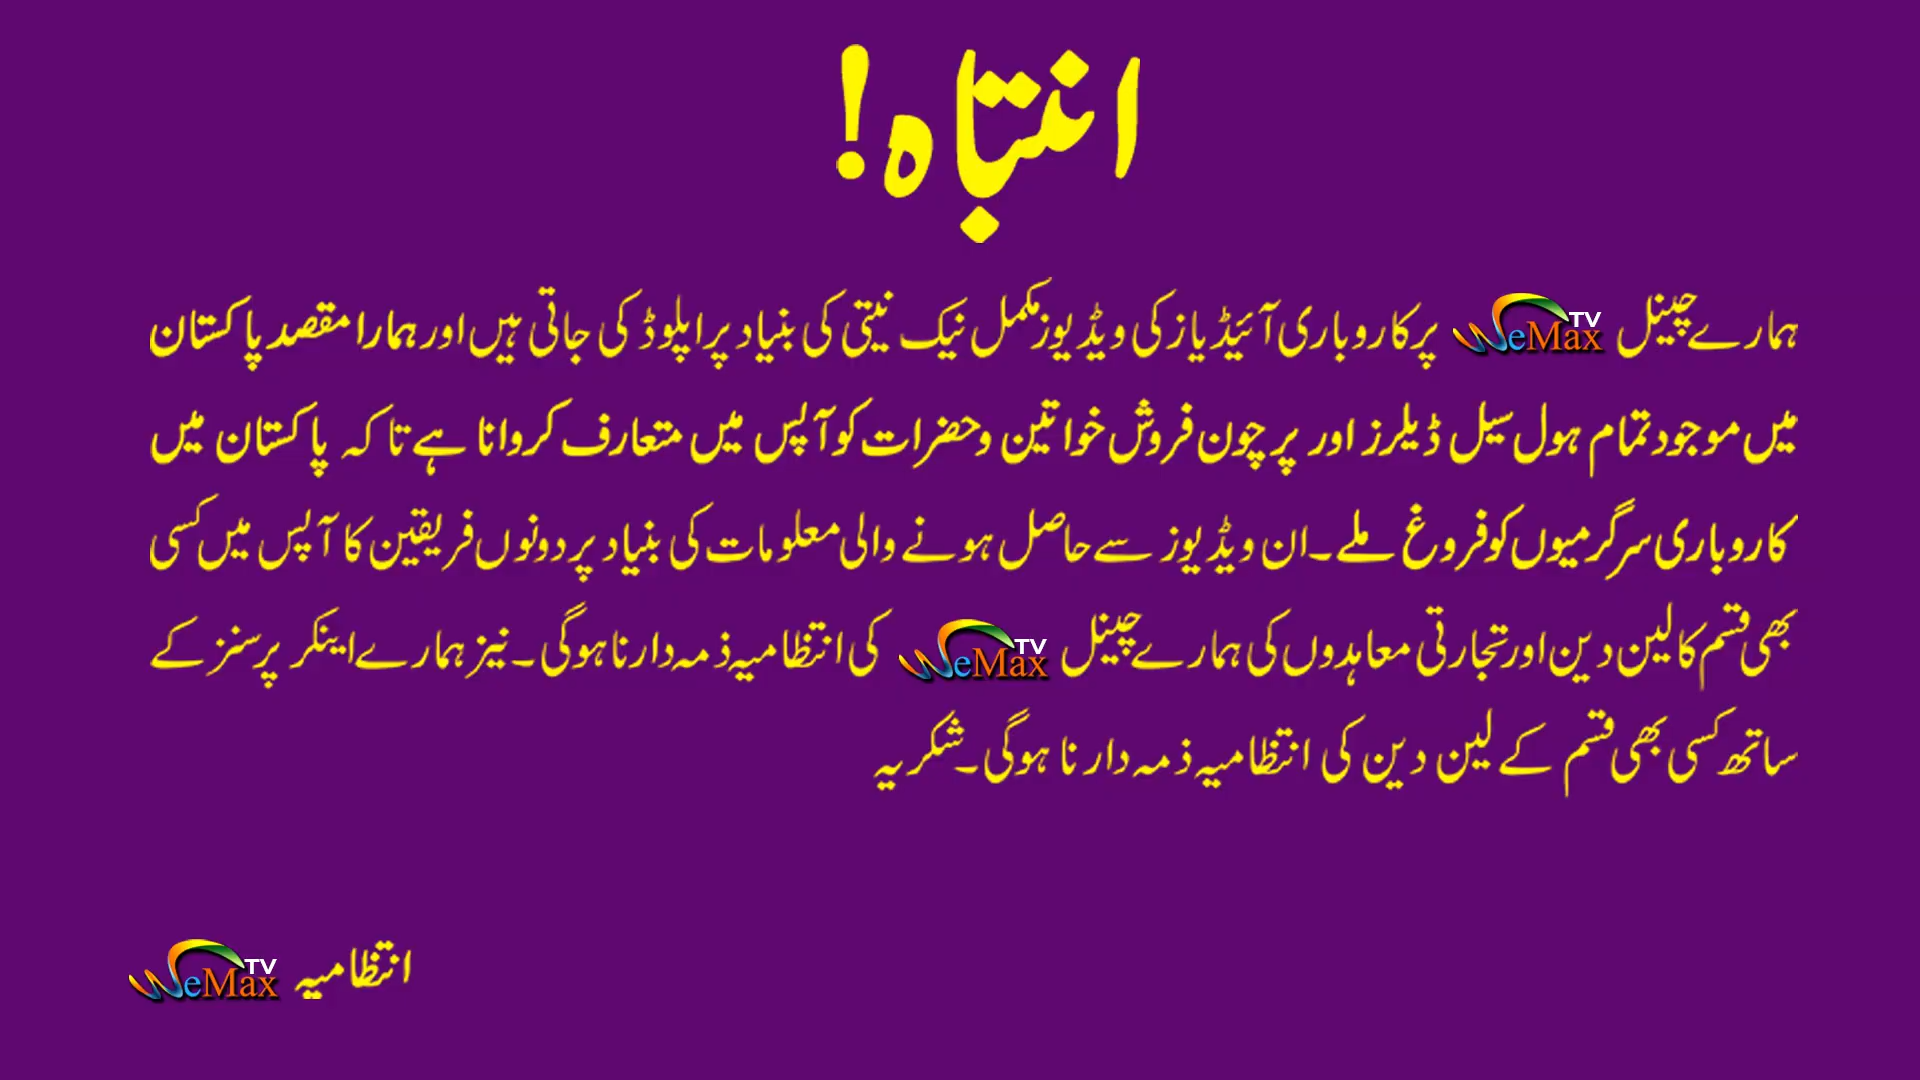 انتباہ!
ہمارے چینل WeMax TV پر کاروباری آئیڈیاز کی ویڈیوز مکمل نیک نیتی کی بنیاد پر اپلوڈ کی جاتی ہیں اور ہمارا مقصد پاکستان
میں موجود تمام ہول سیل ڈیلرز اور پرچون فروش خواتین و حضرات کو آپس میں متعارف کروانا ہے تاکہ پاکستان میں
کاروباری سرگرمیوں کو فروغ ملے۔ ان ویڈیوز سے حاصل ہونے والی معلومات کی بنیاد پر دونوں فریقین کا آپس میں کسی
بھی قسم کا لین دین اور تجارتی معاہدوں کی ہمارے چینل WeMax TV کی انتظامیہ ذمہ دار نا ہوگی۔ نیز ہمارے اینکر پرسنز کے
ساتھ کسی بھی قسم کے لین دین کی انتظامیہ ذمہ دار نا ہوگی۔ شکریہ
انتظامیہ WeMax TV